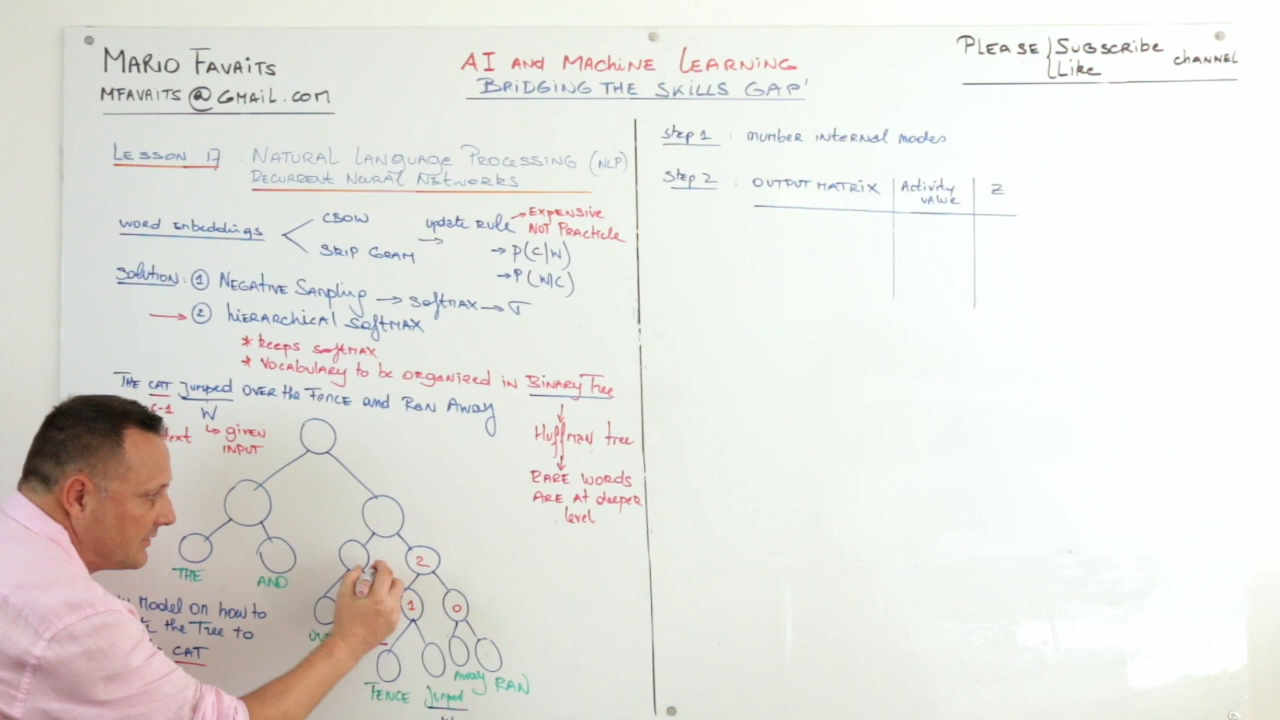 MARIO FAVAITS
MFAVAITS@GMAIL.COM
AI AND MACHINE LEARNING
'BRIDGING THE SKILLS GAP'
PLEASE { SUBSCRIBE
LIKE
CHANNEL
LESSON 17 : NATURAL LANGUAGE PROCESSING (NLP)
RECURRENT NEURAL NETWORKS
WORD EMBEDDINGS
CBOW
SKIP GRAM
update RULE
→
→ EXPENSIVE
NOT PRACTICLE
→ P(C/W)
→ P(W/C)
SOLUTION: ① NEGATIVE SAMPLING → SOFTMAX → σ
→ ② HIERARCHICAL SOFTMAX
* KEEPS SOFTMAX
* VOCABULARY TO BE ORGANIZED IN BINARY TREE
THE CAT JUMPED OVER the FENCE and RAN AWAY
C-1
W
↳ GIVEN
INPUT
HUFFMAN tree
RARE WORDS
ARE AT deeper
level
2
1
0
THE
AND
FENCE
Jumped
AWAY
RAN
MODEL ON HOW TO
the TREE to
CAT
Step 1 : number internal nodes
Step 2 : OUTPUT MATRIX
Activity
value
Z